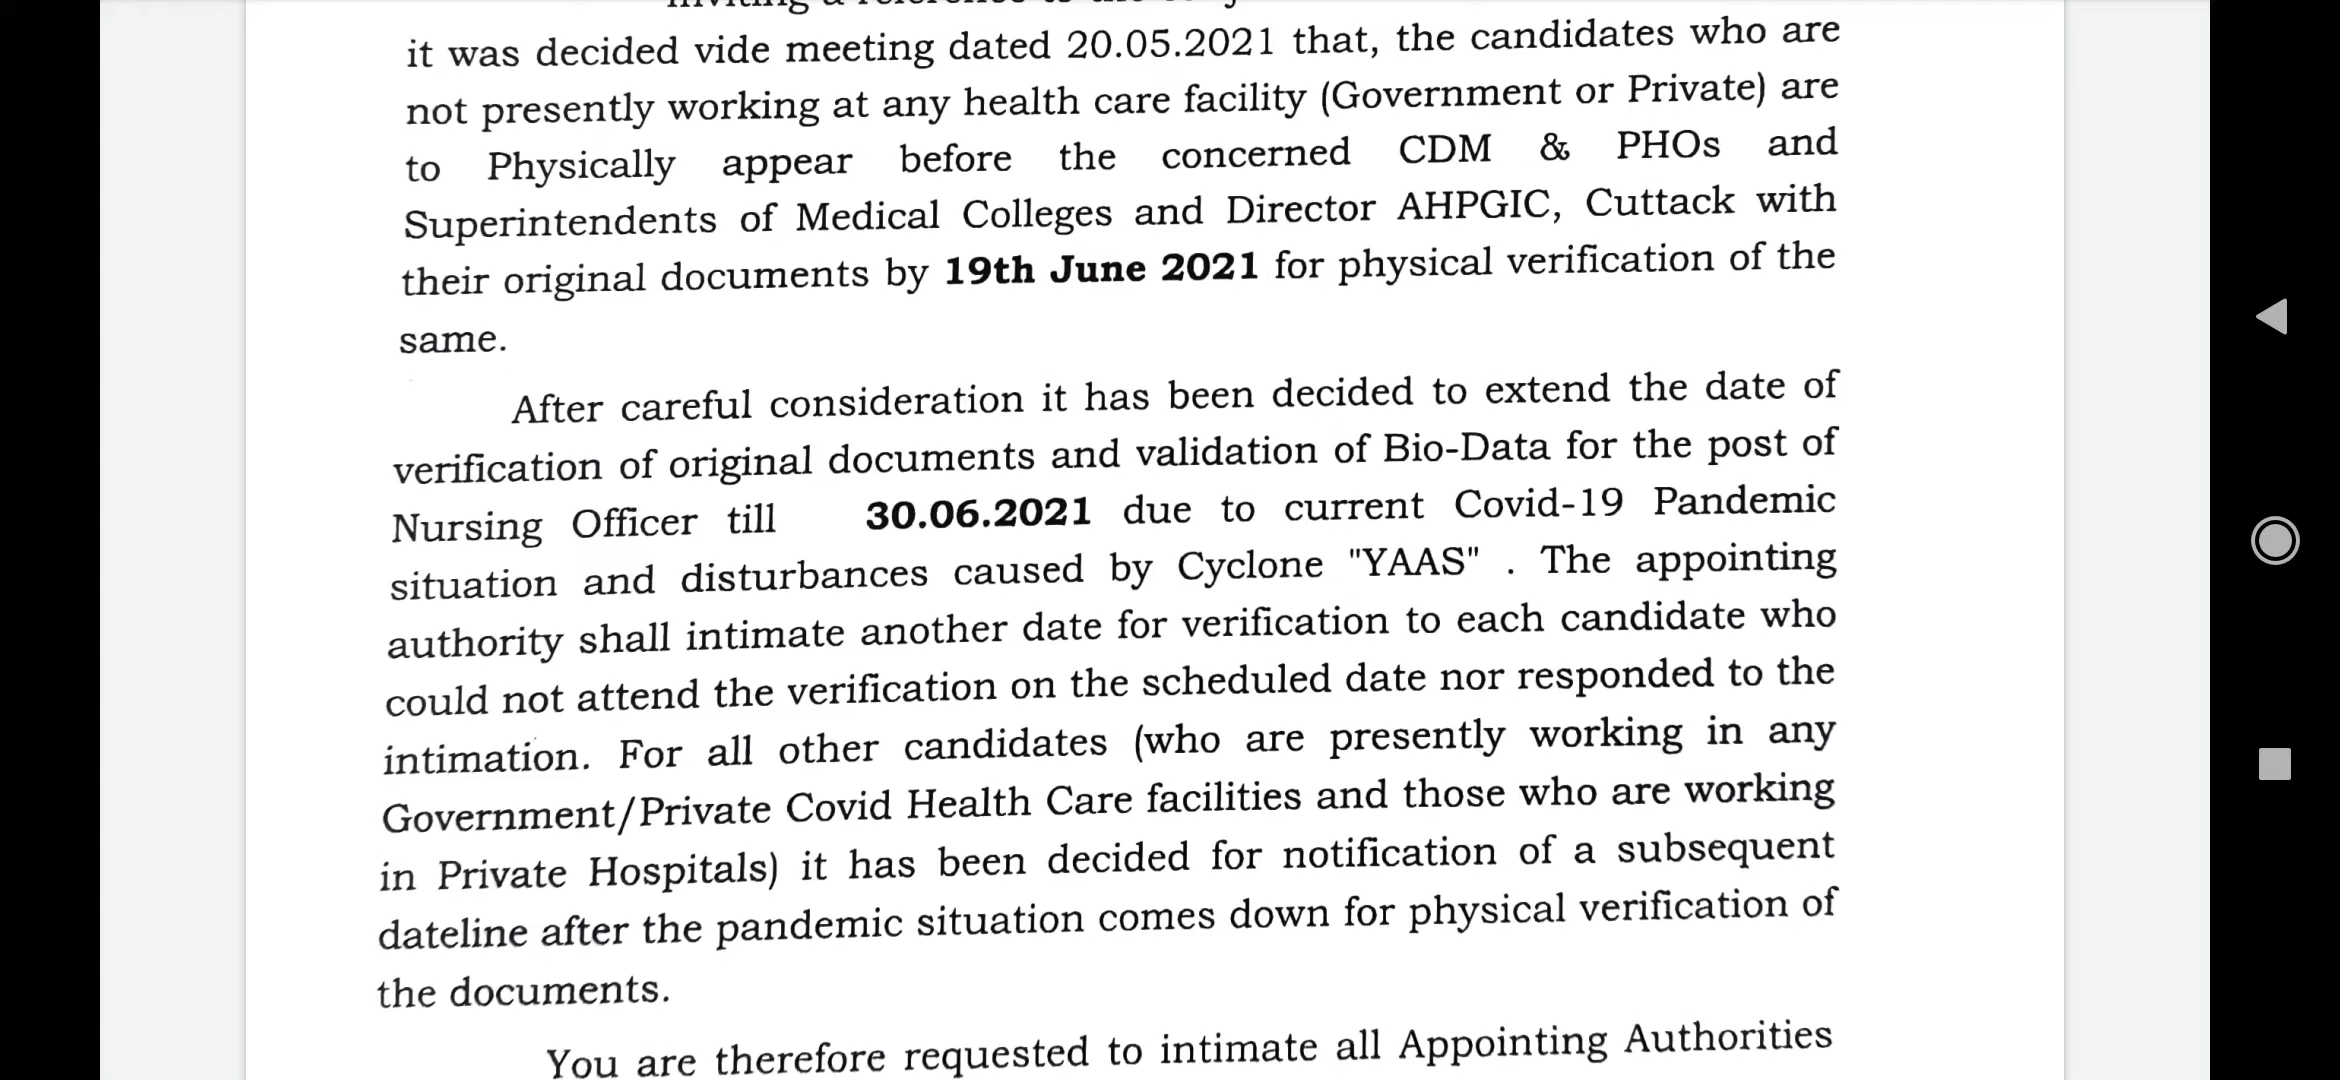 it was decided vide meeting dated 20.05.2021 that, the candidates who are
not presently working at any health care facility (Government or Private) are
to Physically appear before the concerned CDM & PHOs and
Superintendents of Medical Colleges and Director AHPGIC, Cuttack with
their original documents by 19th June 2021 for physical verification of the
same.
After careful consideration it has been decided to extend the date of
verification of original documents and validation of Bio-Data for the post of
Nursing Officer till 30.06.2021 due to current Covid-19 Pandemic
situation and disturbances caused by Cyclone "YAAS" . The appointing
authority shall intimate another date for verification to each candidate who
could not attend the verification on the scheduled date nor responded to the
intimation. For all other candidates (who are presently working in any
Government/Private Covid Health Care facilities and those who are working
in Private Hospitals) it has been decided for notification of a subsequent
dateline after the pandemic situation comes down for physical verification of
the documents.
You are therefore requested to intimate all Appointing Authorities